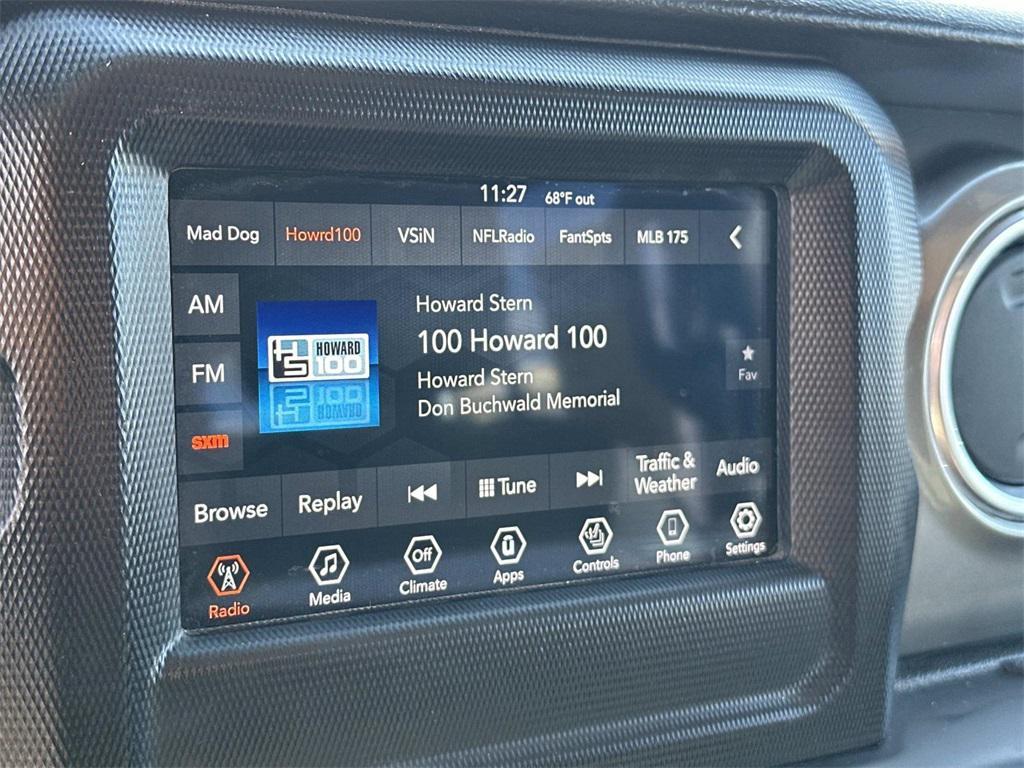 11:27 68°F out
Mad Dog Howrd100 VSiN NFLRadio FantSpts MLB 175
AM
FM
sxm
HOWARD
HS 100
Howard Stern
100 Howard 100
Howard Stern
Don Buchwald Memorial
Fav
Browse Replay Tune Traffic &
Weather Audio
Radio Media Off Climate Apps Controls Phone Settings